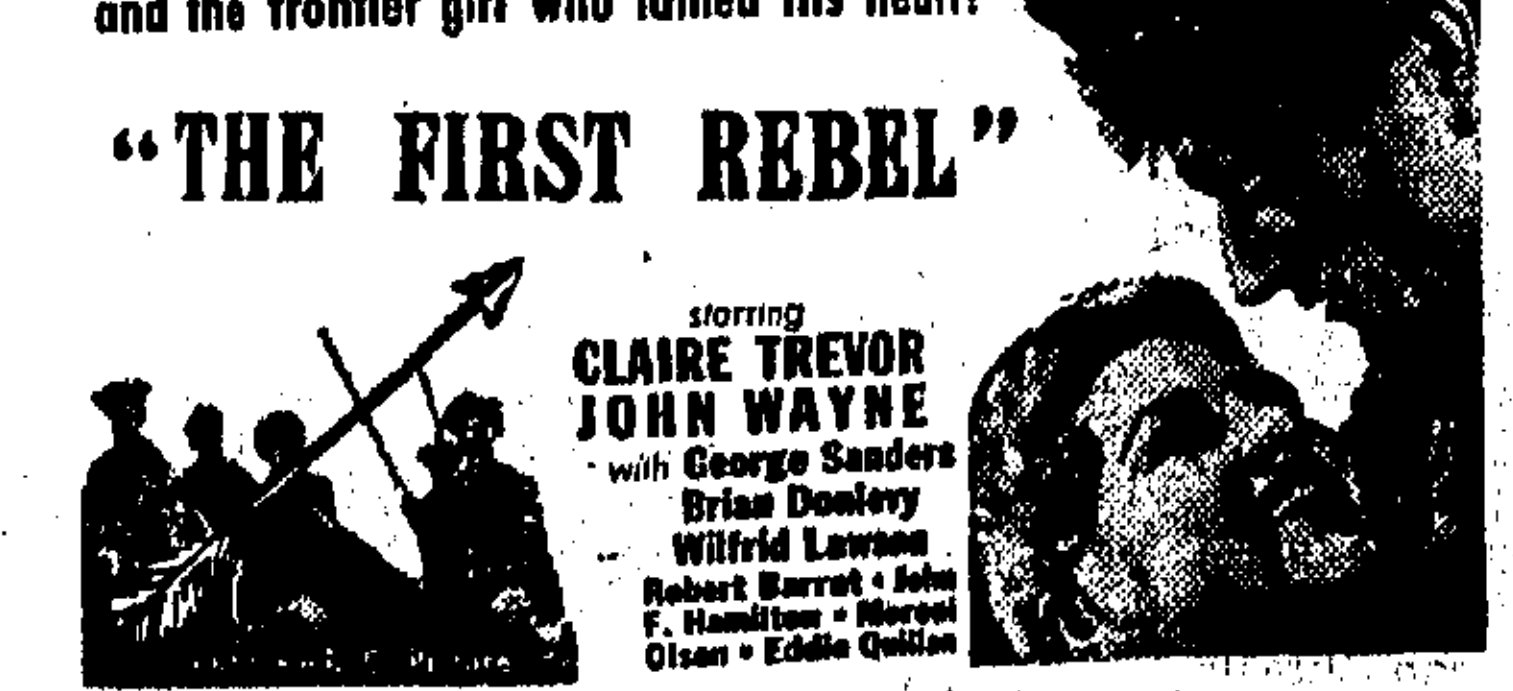 and the frontier girl who tamed his heart!
“THE FIRST REBEL”
starring
CLAIRE TREVOR
JOHN WAYNE
with George Sanders
Brian Donlevy
Wilfrid Lawson
Robert Barrat • John
F. Hamilton • Moroni
Olsen • Eddie Quillan